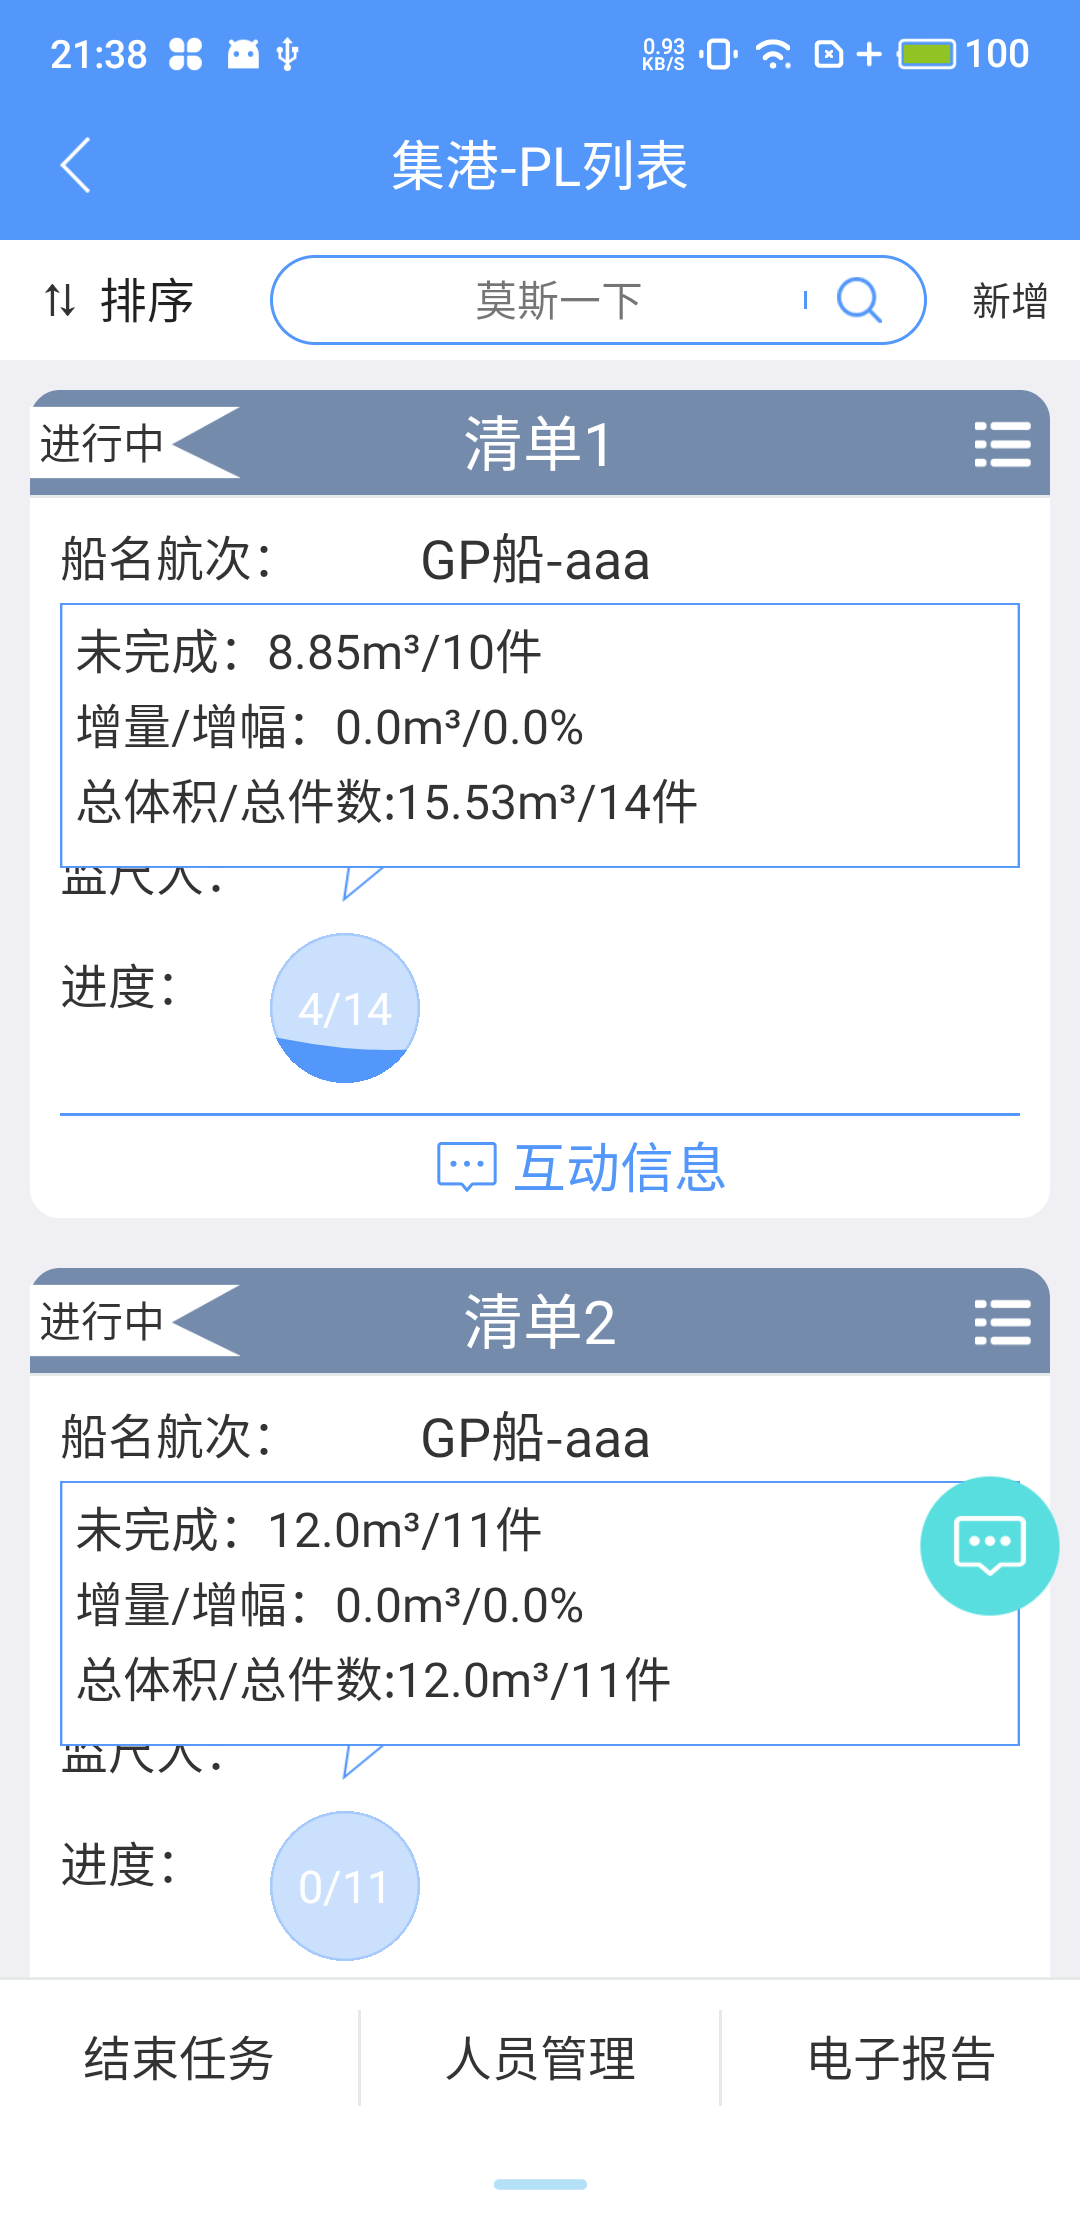 21:38
0.93 KB/S
100
集港-PL列表
排序
莫斯一下
新增
进行中
清单1
船名航次：
GP船-aaa
未完成：8.85m³/10件
增量/增幅：0.0m³/0.0%
总体积/总件数:15.53m³/14件
监尺人：
进度：
4/14
互动信息
进行中
清单2
船名航次：
GP船-aaa
未完成：12.0m³/11件
增量/增幅：0.0m³/0.0%
总体积/总件数:12.0m³/11件
监尺人：
进度：
0/11
结束任务
人员管理
电子报告